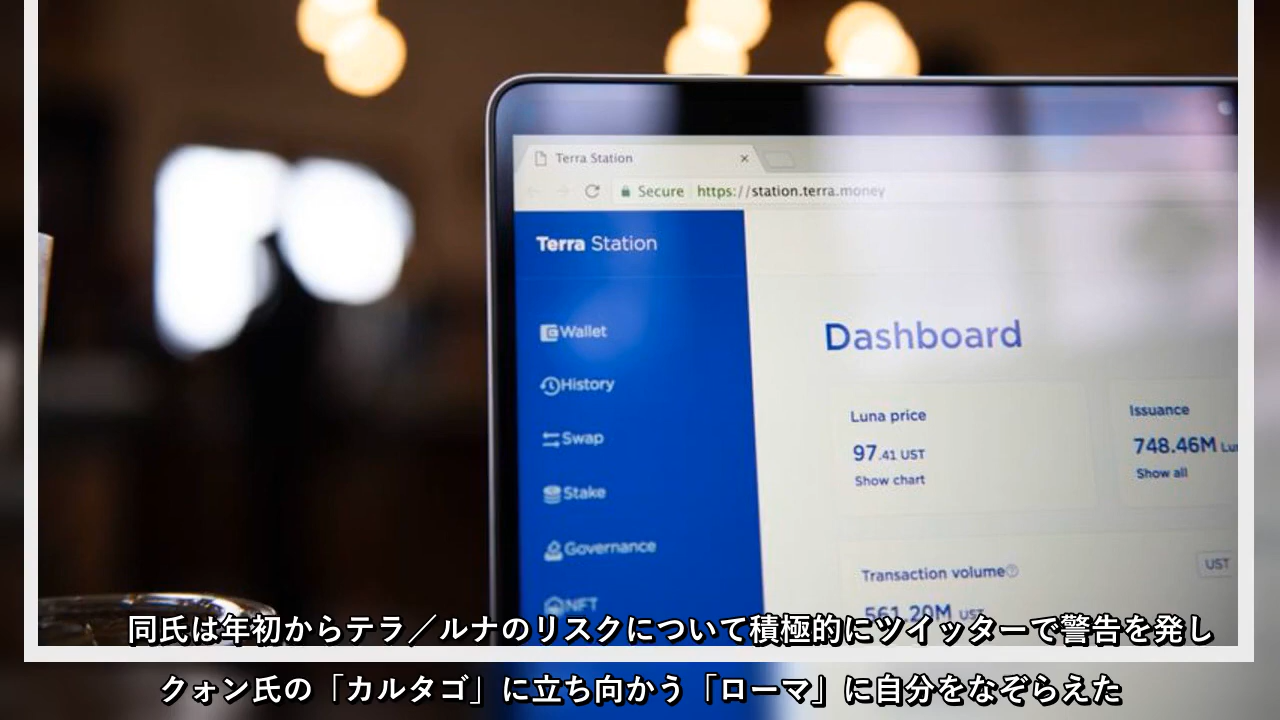 Terra Station
Secure https://station.terra.money
Terra Station
Wallet
History
Swap
Stake
Governance
NFT
Dashboard
Luna price
97.41 UST
Show chart
Issuance
748.46M
Show all
Transaction volume
UST
561.20M UST
同氏は年初からテラ／ルナのリスクについて積極的にツイッターで警告を発し
クォン氏の「カルタゴ」に立ち向かう「ローマ」に自分をなぞらえた